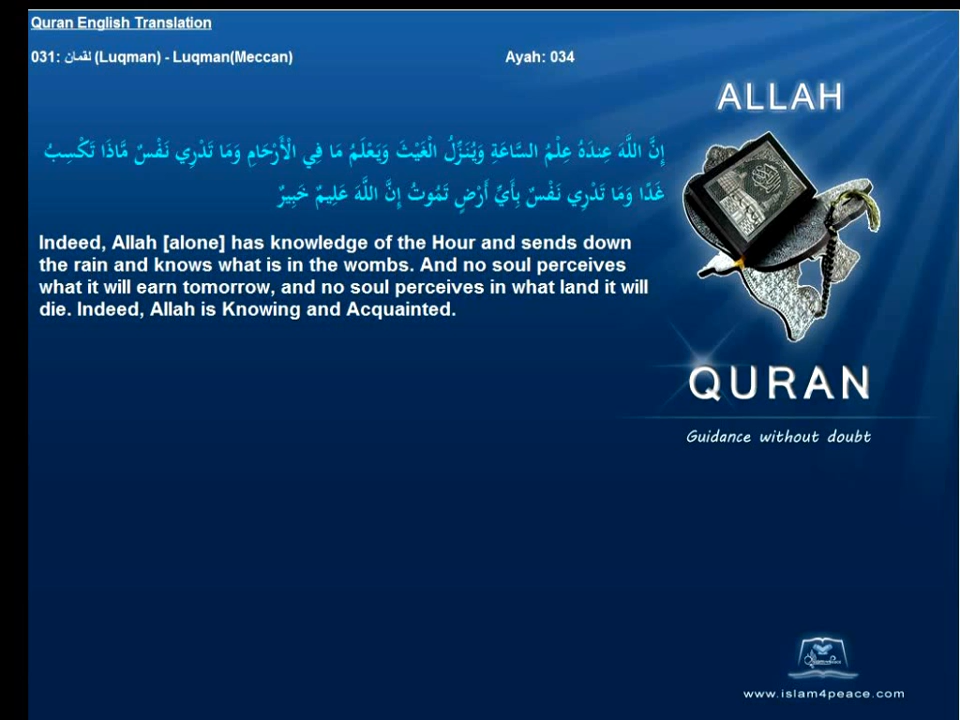 Quran English Translation
031: لقمان (Luqman) - Luqman(Meccan)
Ayah: 034
ALLAH
إِنَّ اللَّهَ عِندَهُ عِلْمُ السَّاعَةِ وَيُنَزِّلُ الْغَيْثَ وَيَعْلَمُ مَا فِي الْأَرْحَامِ وَمَا تَدْرِي نَفْسٌ مَّاذَا تَكْسِبُ
غَدًا وَمَا تَدْرِي نَفْسٌ بِأَيِّ أَرْضٍ تَمُوتُ إِنَّ اللَّهَ عَلِيمٌ خَبِيرٌ
Indeed, Allah [alone] has knowledge of the Hour and sends down
the rain and knows what is in the wombs. And no soul perceives
what it will earn tomorrow, and no soul perceives in what land it will
die. Indeed, Allah is Knowing and Acquainted.
QURAN
Guidance without doubt
www.islam4peace.com